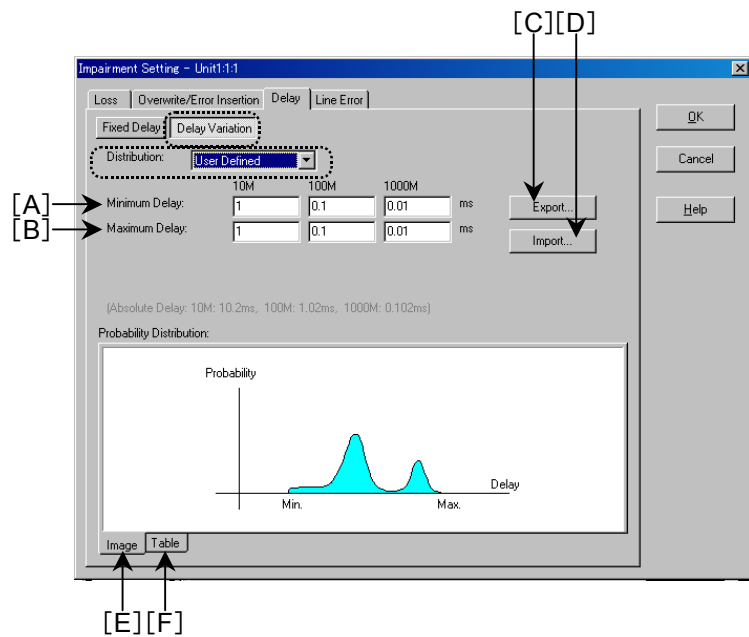 [C][D]
Impairment Setting - Unit1:1:1
Loss Overwrite/Error Insertion Delay Line Error
OK
Fixed Delay Delay Variation
Distribution: User Defined
Cancel
10M 100M 1000M
[A] Minimum Delay: 1 0.1 0.01 ms Export... Help
[B] Maximum Delay: 1 0.1 0.01 ms Import...
(Absolute Delay: 10M: 10.2ms, 100M: 1.02ms, 1000M: 0.102ms)
Probability Distribution:
Probability
Delay
Min. Max.
Image Table
[E][F]